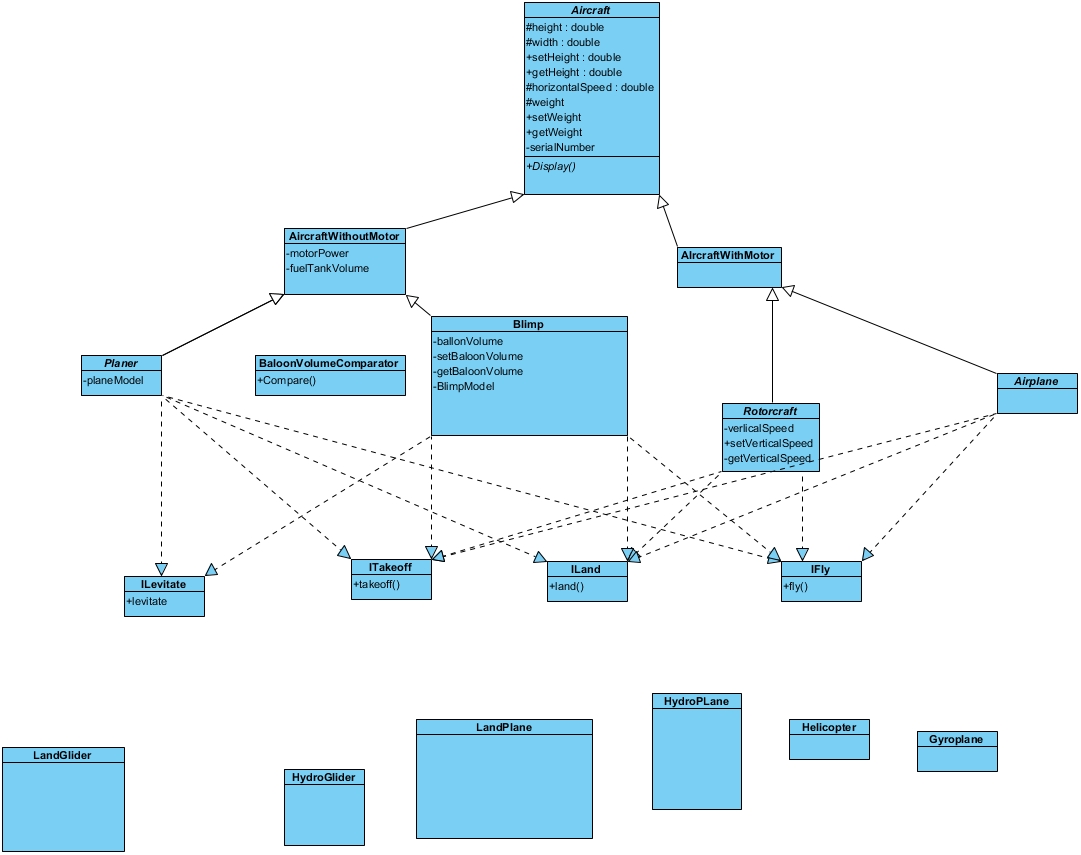 Aircraft
#height : double
#width : double
+setHeight : double
+getHeight : double
#horizontalSpeed : double
#weight
+setWeight
+getWeight
-serialNumber
+Display()
AircraftWithoutMotor
-motorPower
-fuelTankVolume
AIrcraftWithMotor
Planer
-planeModel
BaloonVolumeComparator
+Compare()
Blimp
-ballonVolume
-setBaloonVolume
-getBaloonVolume
-BlimpModel
Rotorcraft
-verlicalSpeed
+setVerticalSpeed
-getVerticalSpeed
Airplane
ILevitate
+levitate
ITakeoff
+takeoff()
ILand
+land()
IFly
+fly()
LandGlider
HydroGlider
LandPlane
HydroPLane
Helicopter
Gyroplane